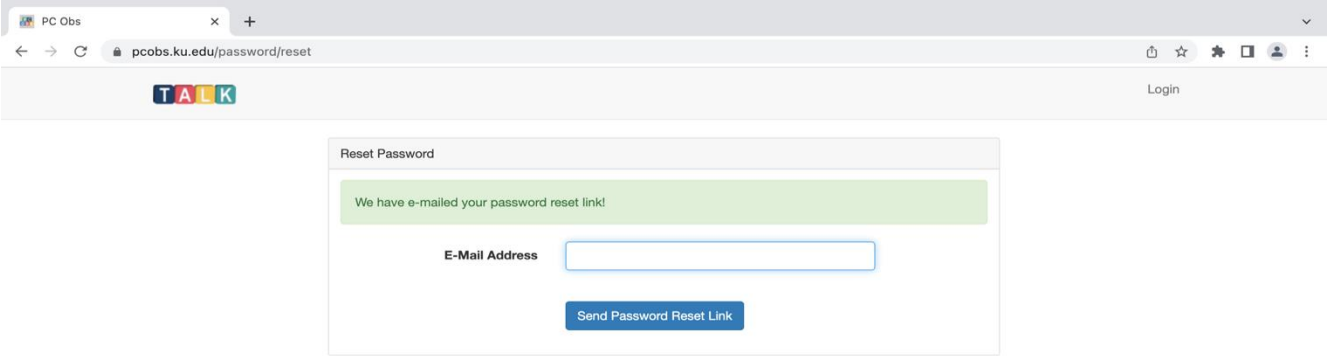 PC Obs
pcobs.ku.edu/password/reset
TALK
Login
Reset Password
We have e-mailed your password reset link!
E-Mail Address
Send Password Reset Link